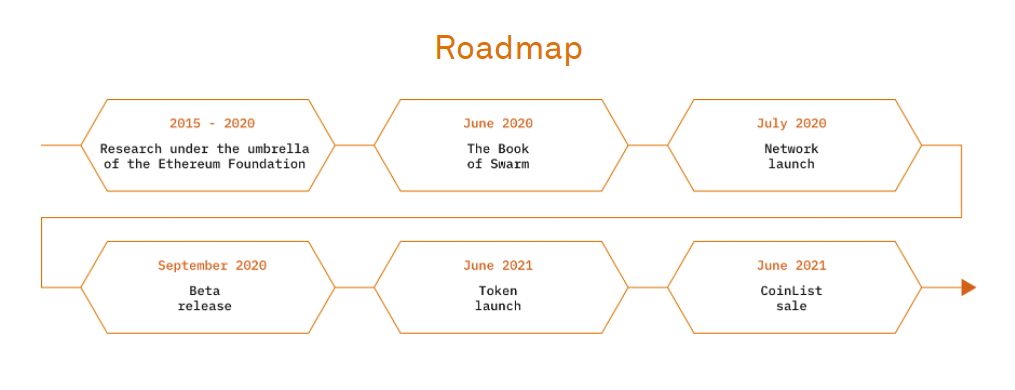 Roadmap
2015 - 2020
Research under the umbrella
of the Ethereum Foundation
June 2020
The Book
of Swarm
July 2020
Network
launch
September 2020
Beta
release
June 2021
Token
launch
June 2021
CoinList
sale